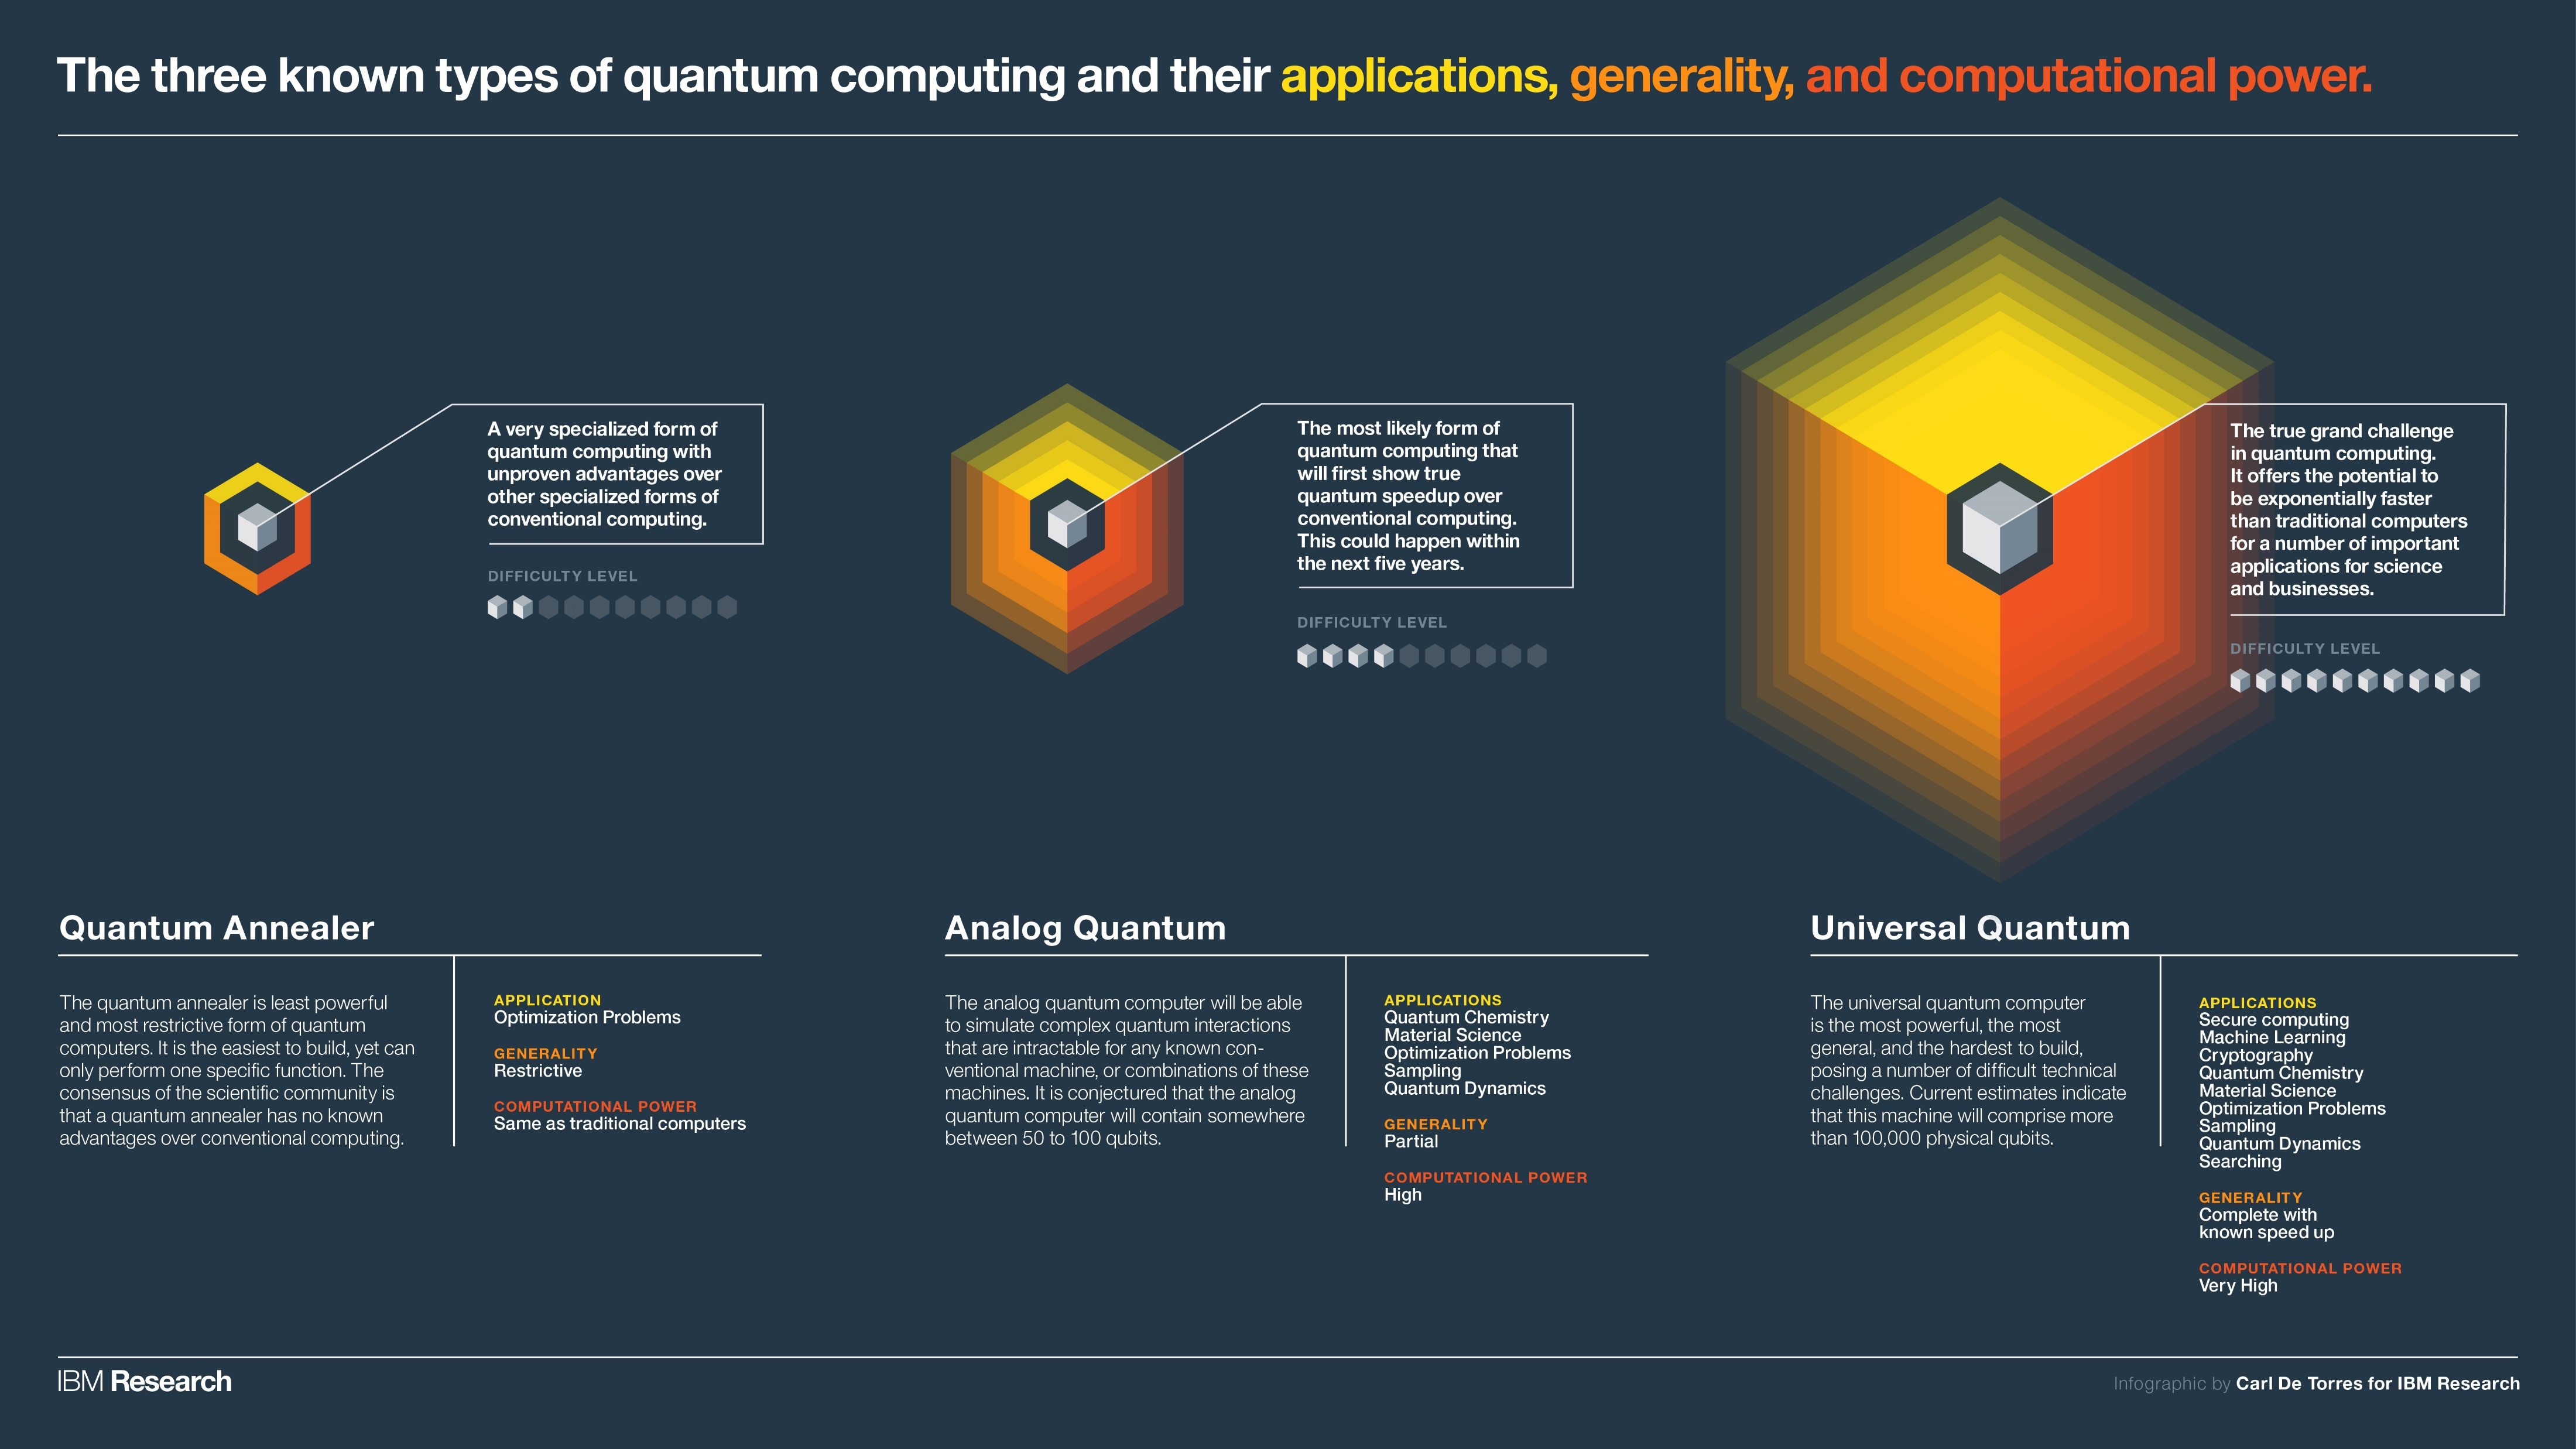 The three known types of quantum computing and their applications, generality, and computational power.
A very specialized form of
quantum computing with
unproven advantages over
other specialized forms of
conventional computing.
DIFFICULTY LEVEL
The most likely form of
quantum computing that
will first show true
quantum speedup over
conventional computing.
This could happen within
the next five years.
DIFFICULTY LEVEL
The true grand challenge
in quantum computing.
It offers the potential to
be exponentially faster
than traditional computers
for a number of important
applications for science
and businesses.
DIFFICULTY LEVEL
Quantum Annealer
The quantum annealer is least powerful
and most restrictive form of quantum
computers. It is the easiest to build, yet can
only perform one specific function. The
consensus of the scientific community is
that a quantum annealer has no known
advantages over conventional computing.
APPLICATION
Optimization Problems
GENERALITY
Restrictive
COMPUTATIONAL POWER
Same as traditional computers
Analog Quantum
The analog quantum computer will be able
to simulate complex quantum interactions
that are intractable for any known con-
ventional machine, or combinations of these
machines. It is conjectured that the analog
quantum computer will contain somewhere
between 50 to 100 qubits.
APPLICATIONS
Quantum Chemistry
Material Science
Optimization Problems
Sampling
Quantum Dynamics
GENERALITY
Partial
COMPUTATIONAL POWER
High
Universal Quantum
The universal quantum computer
is the most powerful, the most
general, and the hardest to build,
posing a number of difficult technical
challenges. Current estimates indicate
that this machine will comprise more
than 100,000 physical qubits.
APPLICATIONS
Secure computing
Machine Learning
Cryptography
Quantum Chemistry
Material Science
Optimization Problems
Sampling
Quantum Dynamics
Searching
GENERALITY
Complete with
known speed up
COMPUTATIONAL POWER
Very High
IBM Research
Infographic by Carl De Torres for IBM Research